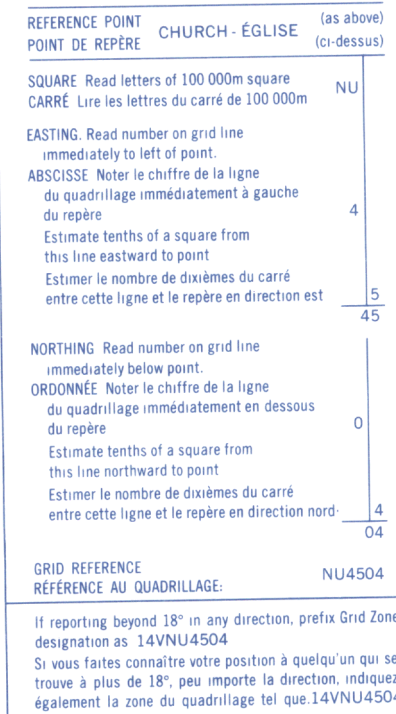 REFERENCE POINT CHURCH - ÉGLISE (as above)
POINT DE REPÈRE (ci-dessus)
SQUARE Read letters of 100 000m square NU
CARRÉ Lire les lettres du carré de 100 000m
EASTING. Read number on grid line
immediately to left of point.
ABSCISSE Noter le chiffre de la ligne
du quadrillage immédiatement à gauche
du repère 4
Estimate tenths of a square from
this line eastward to point
Estimer le nombre de dixièmes du carré
entre cette ligne et le repère en direction est 5
45
NORTHING Read number on grid line
immediately below point.
ORDONNÉE Noter le chiffre de la ligne
du quadrillage immédiatement en dessous
du repère 0
Estimate tenths of a square from
this line northward to point
Estimer le nombre de dixièmes du carré
entre cette ligne et le repère en direction nord· 4
04
GRID REFERENCE NU4504
RÉFÉRENCE AU QUADRILLAGE:
If reporting beyond 18° in any direction, prefix Grid Zone
designation as 14VNU4504
Si vous faites connaître votre position à quelqu'un qui se
trouve à plus de 18°, peu importe la direction, indiquez
également la zone du quadrillage tel que.14VNU4504